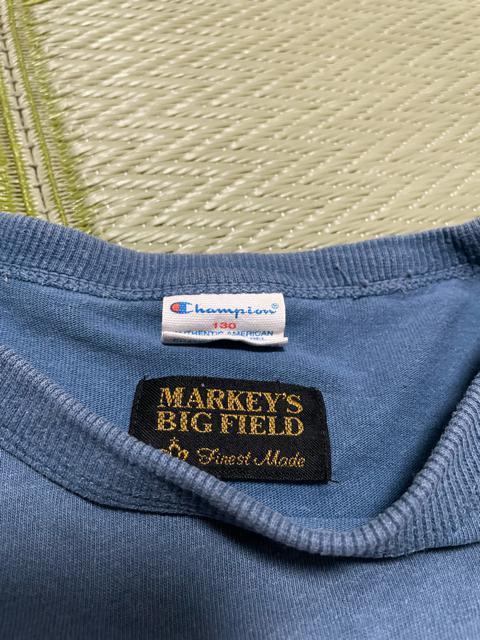 Champion®
130
AUTHENTIC AMERICAN
MARKEY'S
BIG FIELD
Finest Made